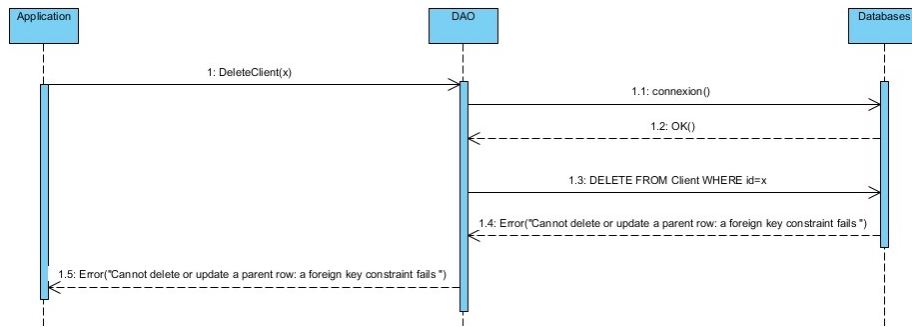 Application
DAO
Databases
1: DeleteClient(x)
1.1: connexion()
1.2: OK()
1.3: DELETE FROM Client WHERE id=x
1.4: Error("Cannot delete or update a parent row: a foreign key constraint fails ")
1.5: Error("Cannot delete or update a parent row: a foreign key constraint fails ")